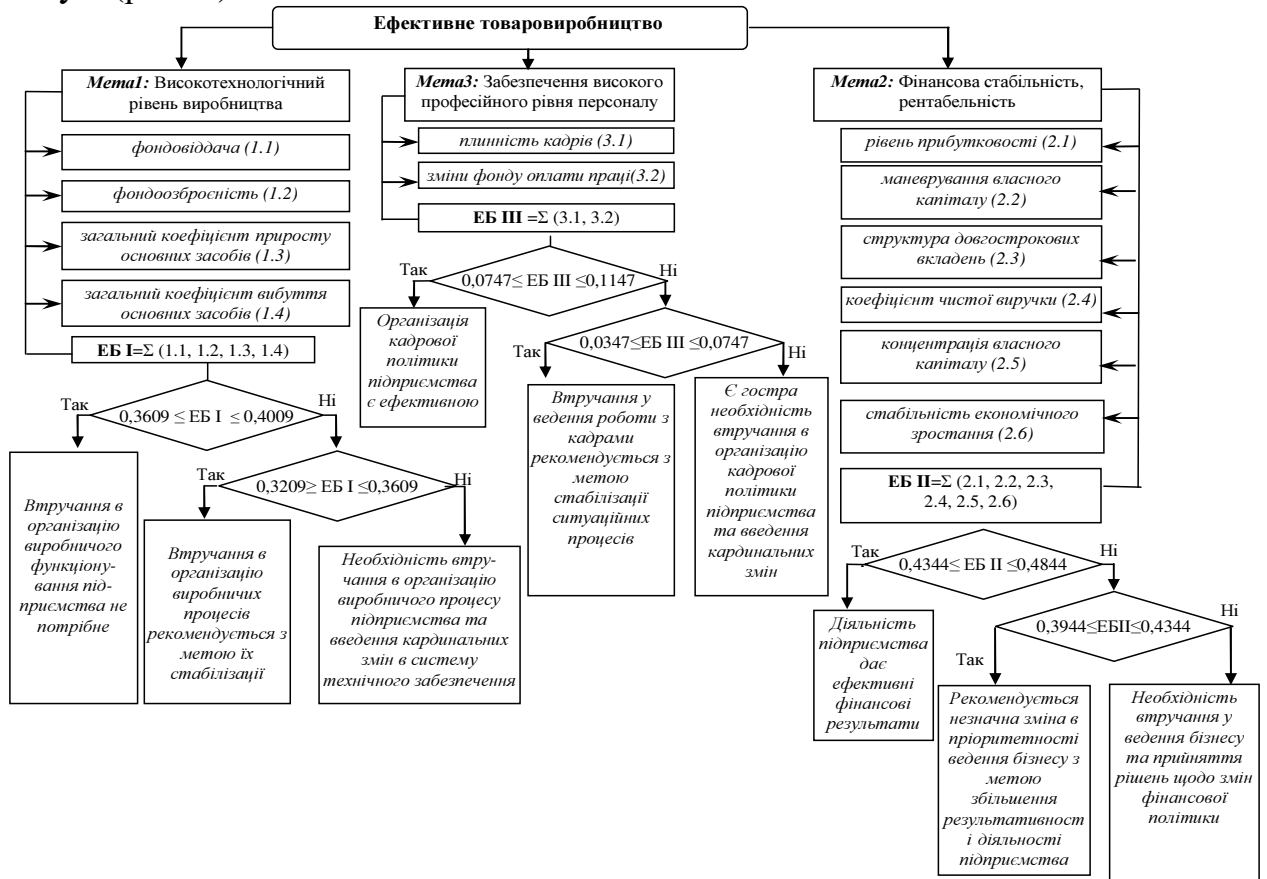 Ефективне товаровиробництво
Мета1: Високотехнологічний
рівень виробництва
фондовіддача (1.1)
фондоозброєність (1.2)
загальний коефіцієнт приросту
основних засобів (1.3)
загальний коефіцієнт вибуття
основних засобів (1.4)
ЕБ І=Σ (1.1, 1.2, 1.3, 1.4)
Так
0,3609 ≤ ЕБ І ≤ 0,4009
Ні
Втручання в
організацію
виробничого
функціону-
вання під-
приємства не
потрібне
Так
0,3209≥ ЕБ І ≤0,3609
Ні
Втручання в
організацію
виробничих
процесів
рекомендується з
метою їх
стабілізації
Необхідність втру-
чання в організацію
виробничого процесу
підприємства та
введення кардинальних
змін в систему
технічного забезпечення
Мета3: Забезпечення високого
професійного рівня персоналу
плинність кадрів (3.1)
зміни фонду оплати праці(3.2)
ЕБ ІІІ =Σ (3.1, 3.2)
Так
0,0747≤ ЕБ ІІІ ≤0,1147
Ні
Організація
кадрової
політики
підприємства
є ефективною
Так
0,0347≤ЕБ ІІІ ≤0,0747
Ні
Втручання у
ведення роботи з
кадрами
рекомендується з
метою
стабілізації
ситуаційних
процесів
Є гостра
необхідність
втручання в
організацію
кадрової
політики
підприємства
та введення
кардинальних
змін
Мета2: Фінансова стабільність,
рентабельність
рівень прибутковості (2.1)
маневрування власного
капіталу (2.2)
структура довгострокових
вкладень (2.3)
коефіцієнт чистої виручки (2.4)
концентрація власного
капіталу (2.5)
стабільність економічного
зростання (2.6)
ЕБ ІІ=Σ (2.1, 2.2, 2.3,
2.4, 2.5, 2.6)
Так
0,4344≤ ЕБ ІІ ≤0,4844
Ні
Діяльність
підприємства
дає
ефективні
фінансові
результати
Так
0,3944≤ЕБІІ≤0,4344
Ні
Рекомендується
незначна зміна в
пріоритетності
ведення бізнесу з
метою
збільшення
результативност
і діяльності
підприємства
Необхідність
втручання у
ведення бізнесу
та прийняття
рішень щодо змін
фінансової
політики